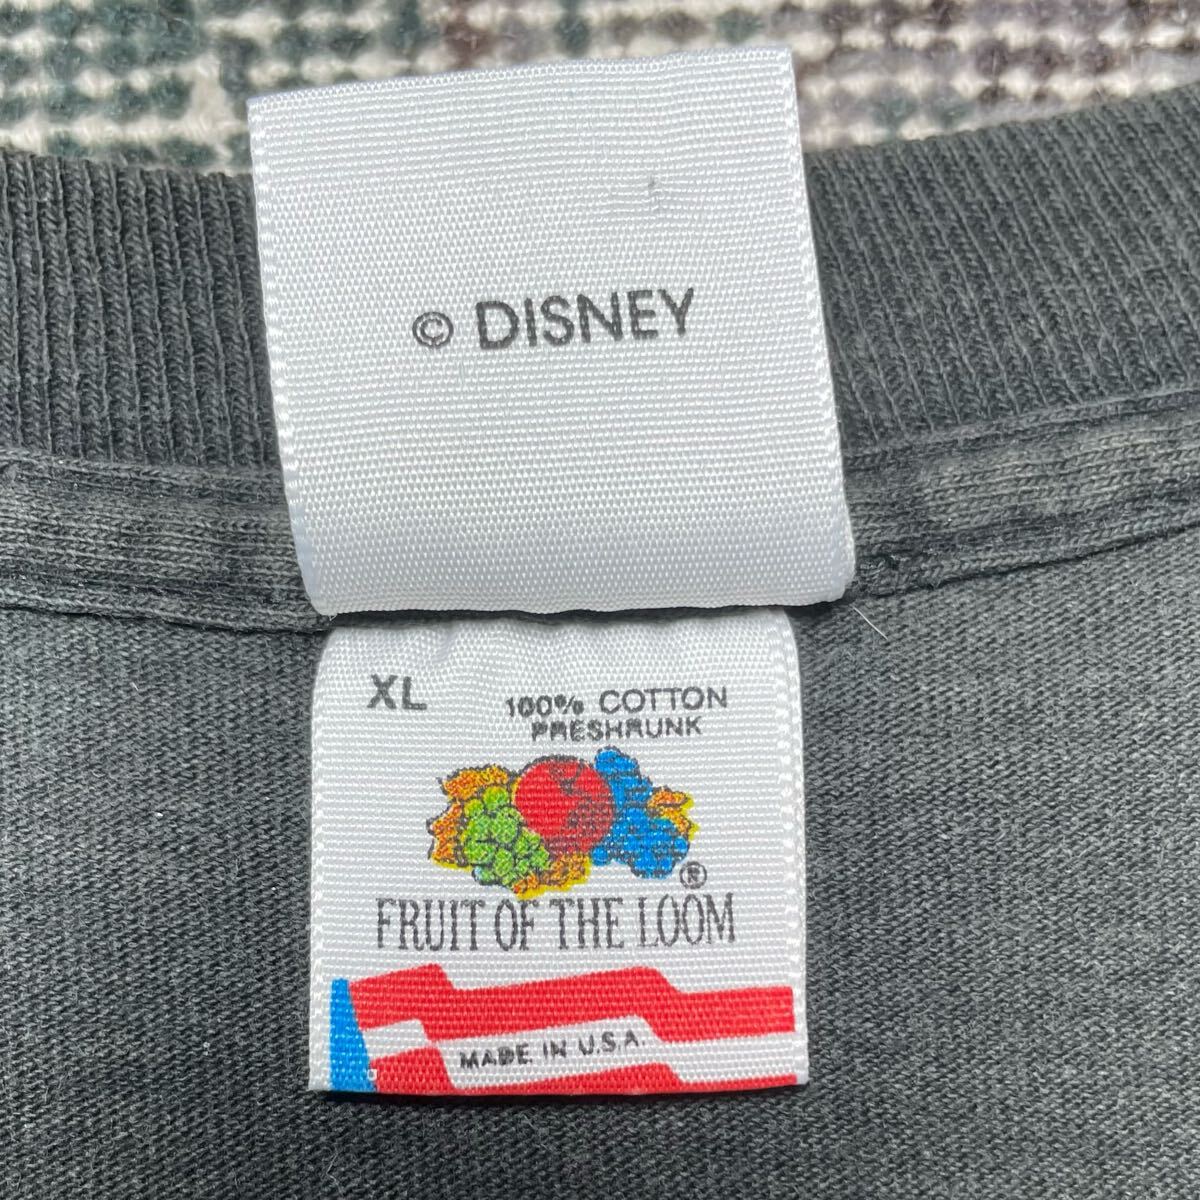 © DISNEY
XL
100% COTTON
PRESHRUNK
®
FRUIT OF THE LOOM
MADE IN U.S.A.